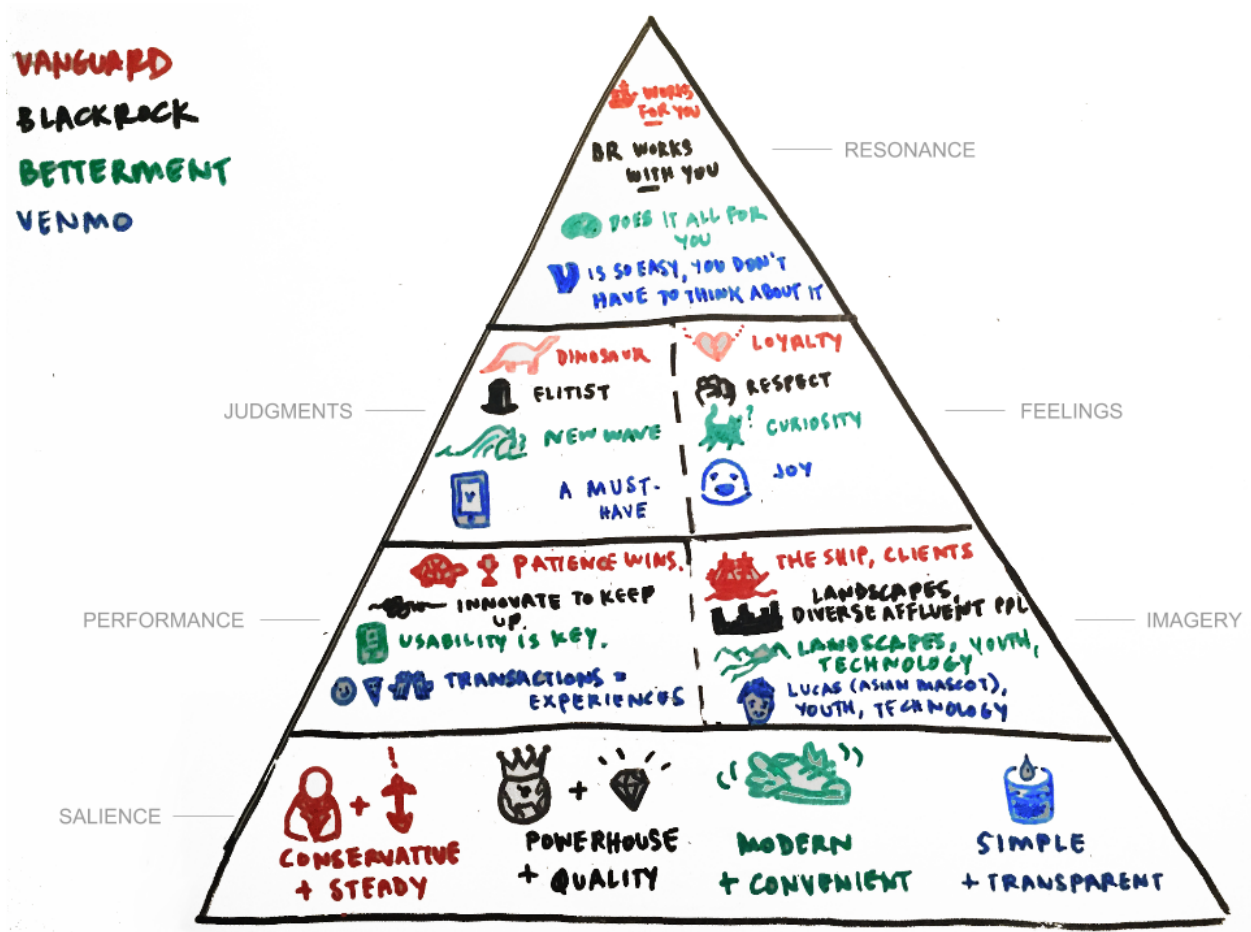 VANGUARD
BLACKROCK
BETTERMENT
VENMO
WORKS
FOR YOU
BR WORKS
WITH YOU
DOES IT ALL FOR
YOU
V IS SO EASY, YOU DON'T
HAVE TO THINK ABOUT IT
RESONANCE
JUDGMENTS
DINOSAUR
ELITIST
NEW WAVE
A MUST-
HAVE
LOYALTY
RESPECT
CURIOSITY
?
JOY
FEELINGS
PERFORMANCE
PATIENCE WINS.
INNOVATE TO KEEP
UP.
USABILITY IS KEY.
TRANSACTIONS =
EXPERIENCES
THE SHIP, CLIENTS
LANDSCAPES,
DIVERSE AFFLUENT PPL
LANDSCAPES, YOUTH,
TECHNOLOGY
LUCAS (ASIAN MASCOT),
YOUTH, TECHNOLOGY
IMAGERY
SALIENCE
+
CONSERVATIVE
+ STEADY
+
POWERHOUSE
+ QUALITY
MODERN
+ CONVENIENT
SIMPLE
+ TRANSPARENT